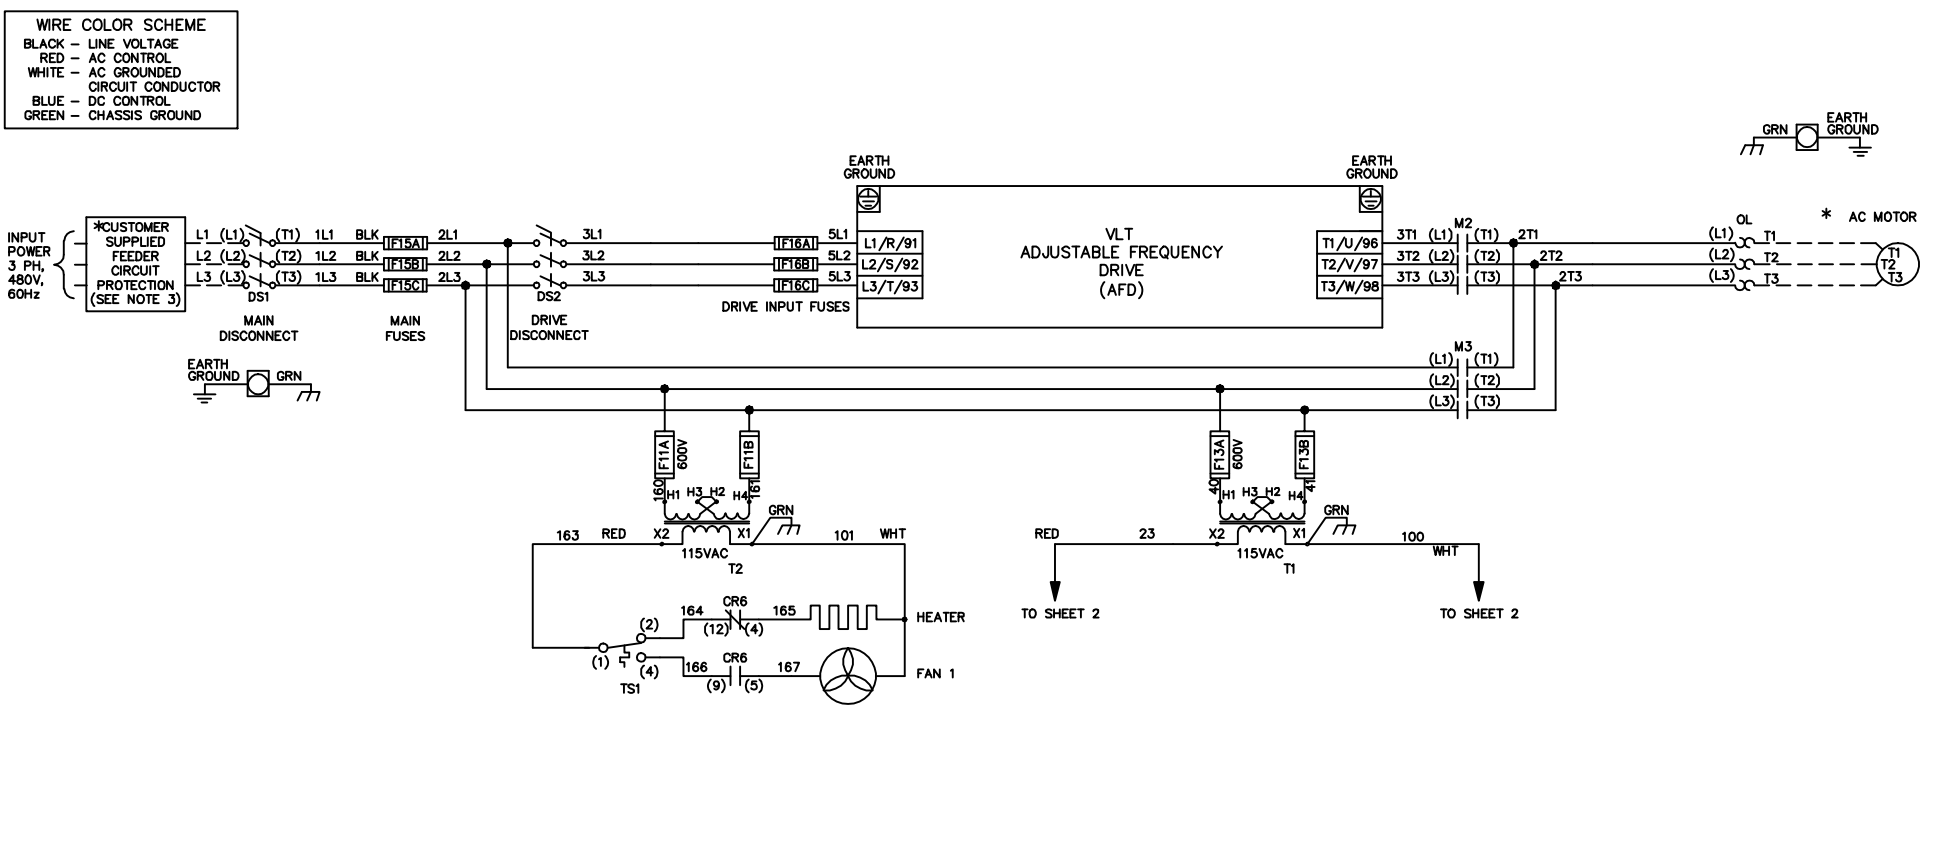 WIRE COLOR SCHEME
BLACK – LINE VOLTAGE
RED – AC CONTROL
WHITE – AC GROUNDED
CIRCUIT CONDUCTOR
BLUE – DC CONTROL
GREEN – CHASSIS GROUND
INPUT
POWER
3 PH,
480V,
60Hz
*CUSTOMER
SUPPLIED
FEEDER
CIRCUIT
PROTECTION
(SEE NOTE 3)
L1 (L1) (T1) 1L1 BLK F15A 2L1 3L1 F16A 5L1 L1/R/91
L2 (L2) (T2) 1L2 BLK F15B 2L2 3L2 F16B 5L2 L2/S/92
L3 (L3) (T3) 1L3 BLK F15C 2L3 3L3 F16C 5L3 L3/T/93
DS1
MAIN
DISCONNECT
MAIN
FUSES
DS2
DRIVE
DISCONNECT
DRIVE INPUT FUSES
EARTH
GROUND
GRN
EARTH
GROUND
VLT
ADJUSTABLE FREQUENCY
DRIVE
(AFD)
EARTH
GROUND
M2
T1/U/96 3T1 (L1) (T1) 2T1
T2/V/97 3T2 (L2) (T2) 2T2
T3/W/98 3T3 (L3) (T3) 2T3
GRN
EARTH
GROUND
* AC MOTOR
OL
(L1) T1
(L2) T2
(L3) T3
T1
T2
T3
M3
(L1) (T1)
(L2) (T2)
(L3) (T3)
F11A
600V
F11B
160
161
H1 H3 H2 H4
GRN
163 RED X2 X1 101 WHT
115VAC
T2
CR6
164 165
(12) (4)
HEATER
(2)
(1)
(4)
TS1
CR6
166 167
(9) (5)
FAN 1
F13A
600V
F13B
40
41
H1 H3 H2 H4
GRN
RED 23 X2 X1 100
WHT
115VAC
T1
TO SHEET 2
TO SHEET 2